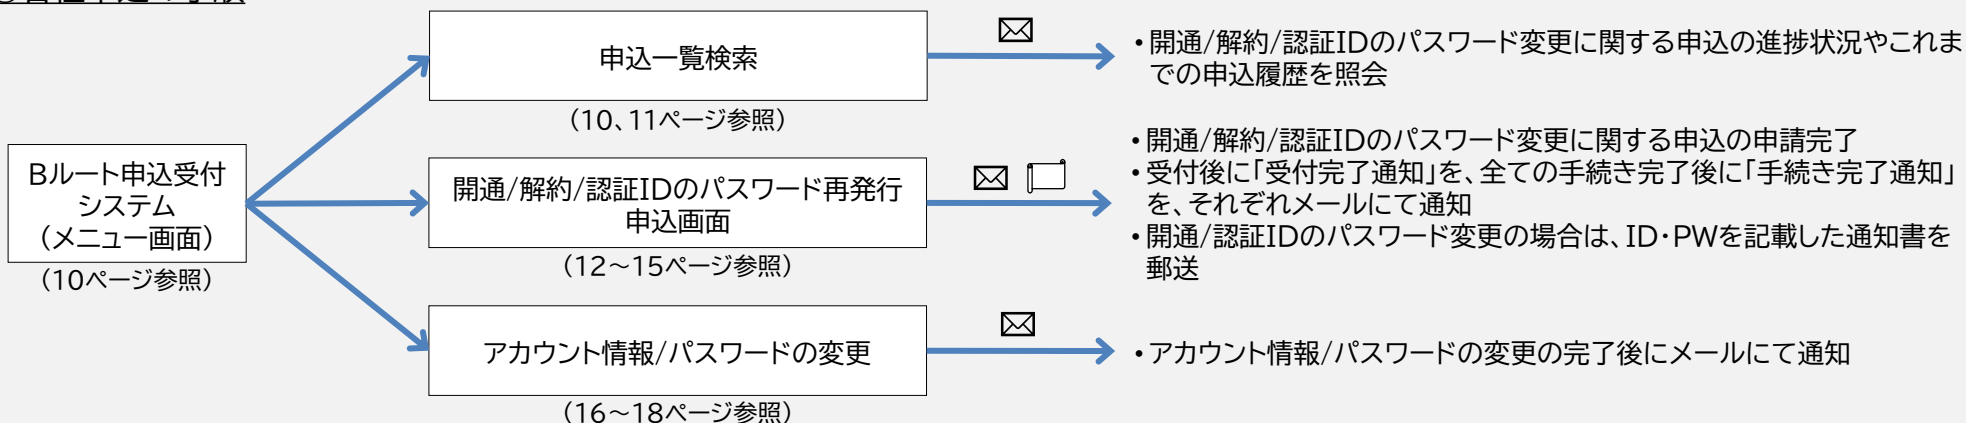 申込一覧検索
(10、11ページ参照)
・開通/解約/認証IDのパスワード変更に関する申込の進捗状況やこれま
での申込履歴を照会
Bルート申込受付
システム
(メニュー画面)
(10ページ参照)
開通/解約/認証IDのパスワード再発行
申込画面
(12～15ページ参照)
・開通/解約/認証IDのパスワード変更に関する申込の申請完了
・受付後に「受付完了通知」を、全ての手続き完了後に「手続き完了通知」
を、それぞれメールにて通知
・開通/認証IDのパスワード変更の場合は、ID・PWを記載した通知書を
郵送
アカウント情報/パスワードの変更
(16～18ページ参照)
・アカウント情報/パスワードの変更の完了後にメールにて通知